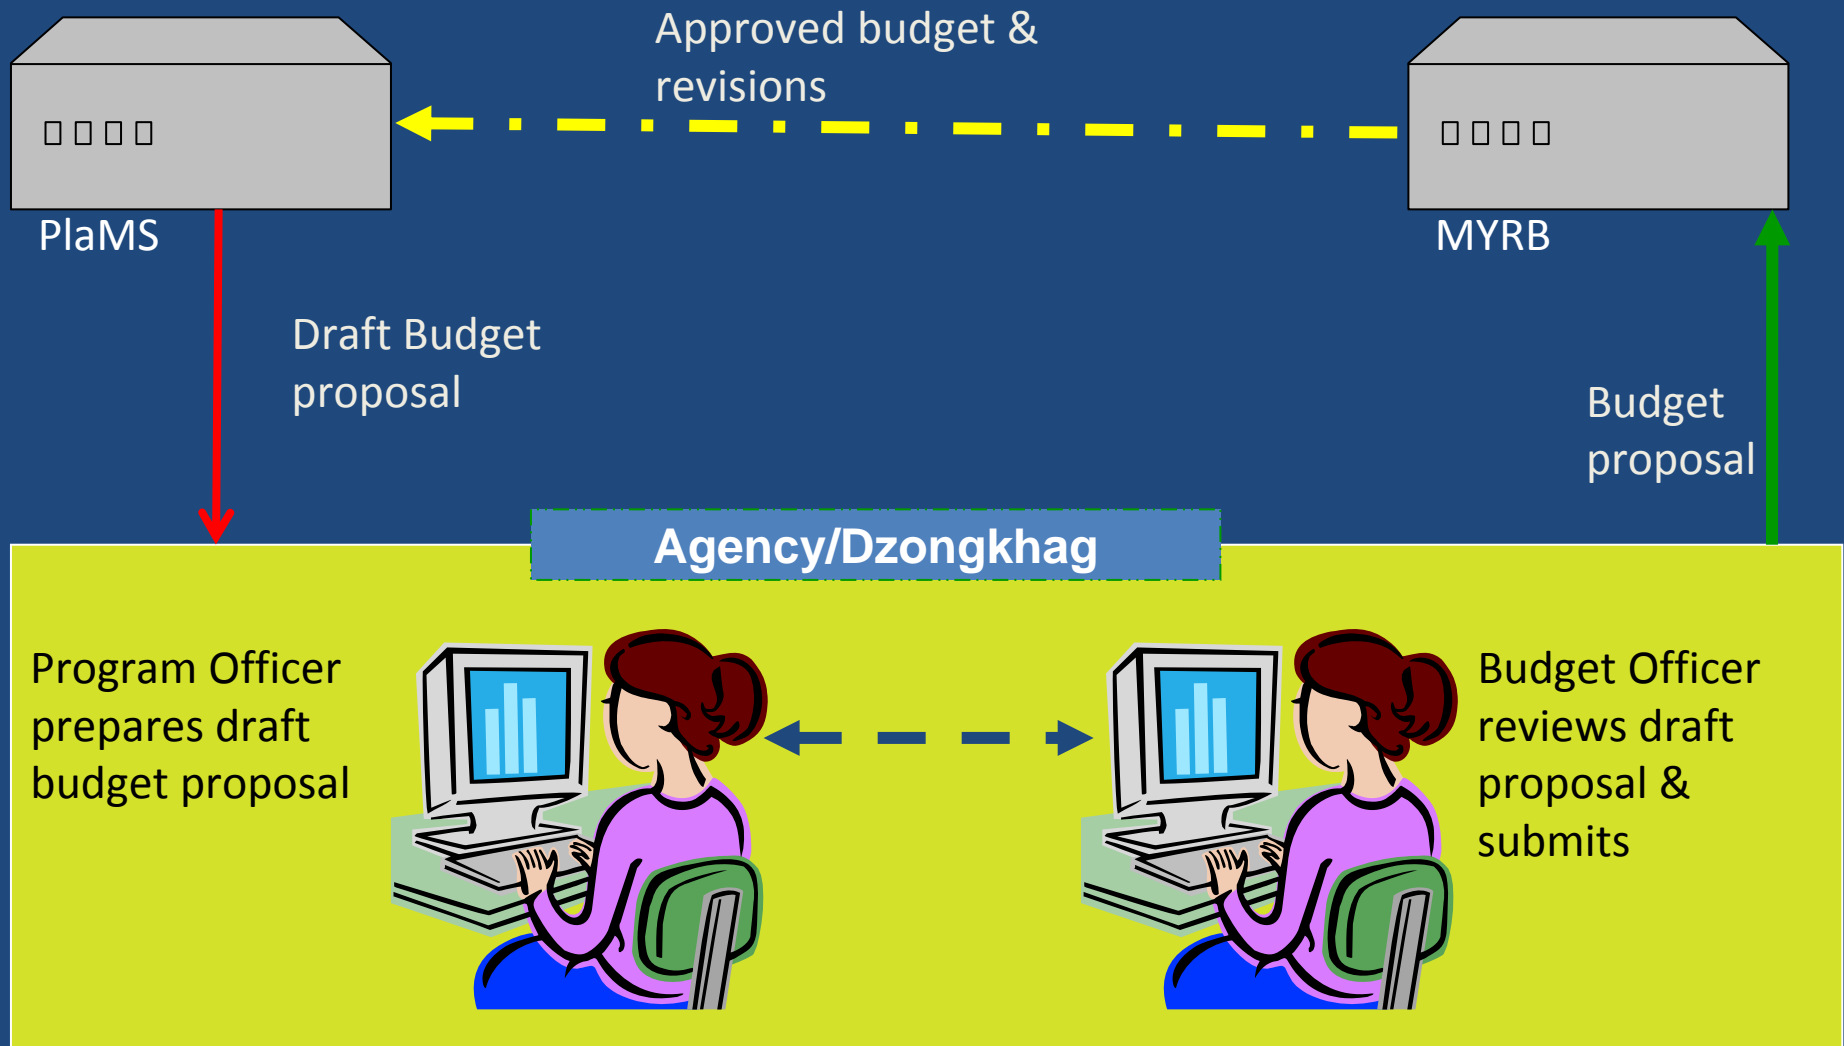 Approved budget &
revisions
PlaMS
MYRB
Draft Budget
proposal
Budget
proposal
Agency/Dzongkhag
Program Officer
prepares draft
budget proposal
Budget Officer
reviews draft
proposal &
submits